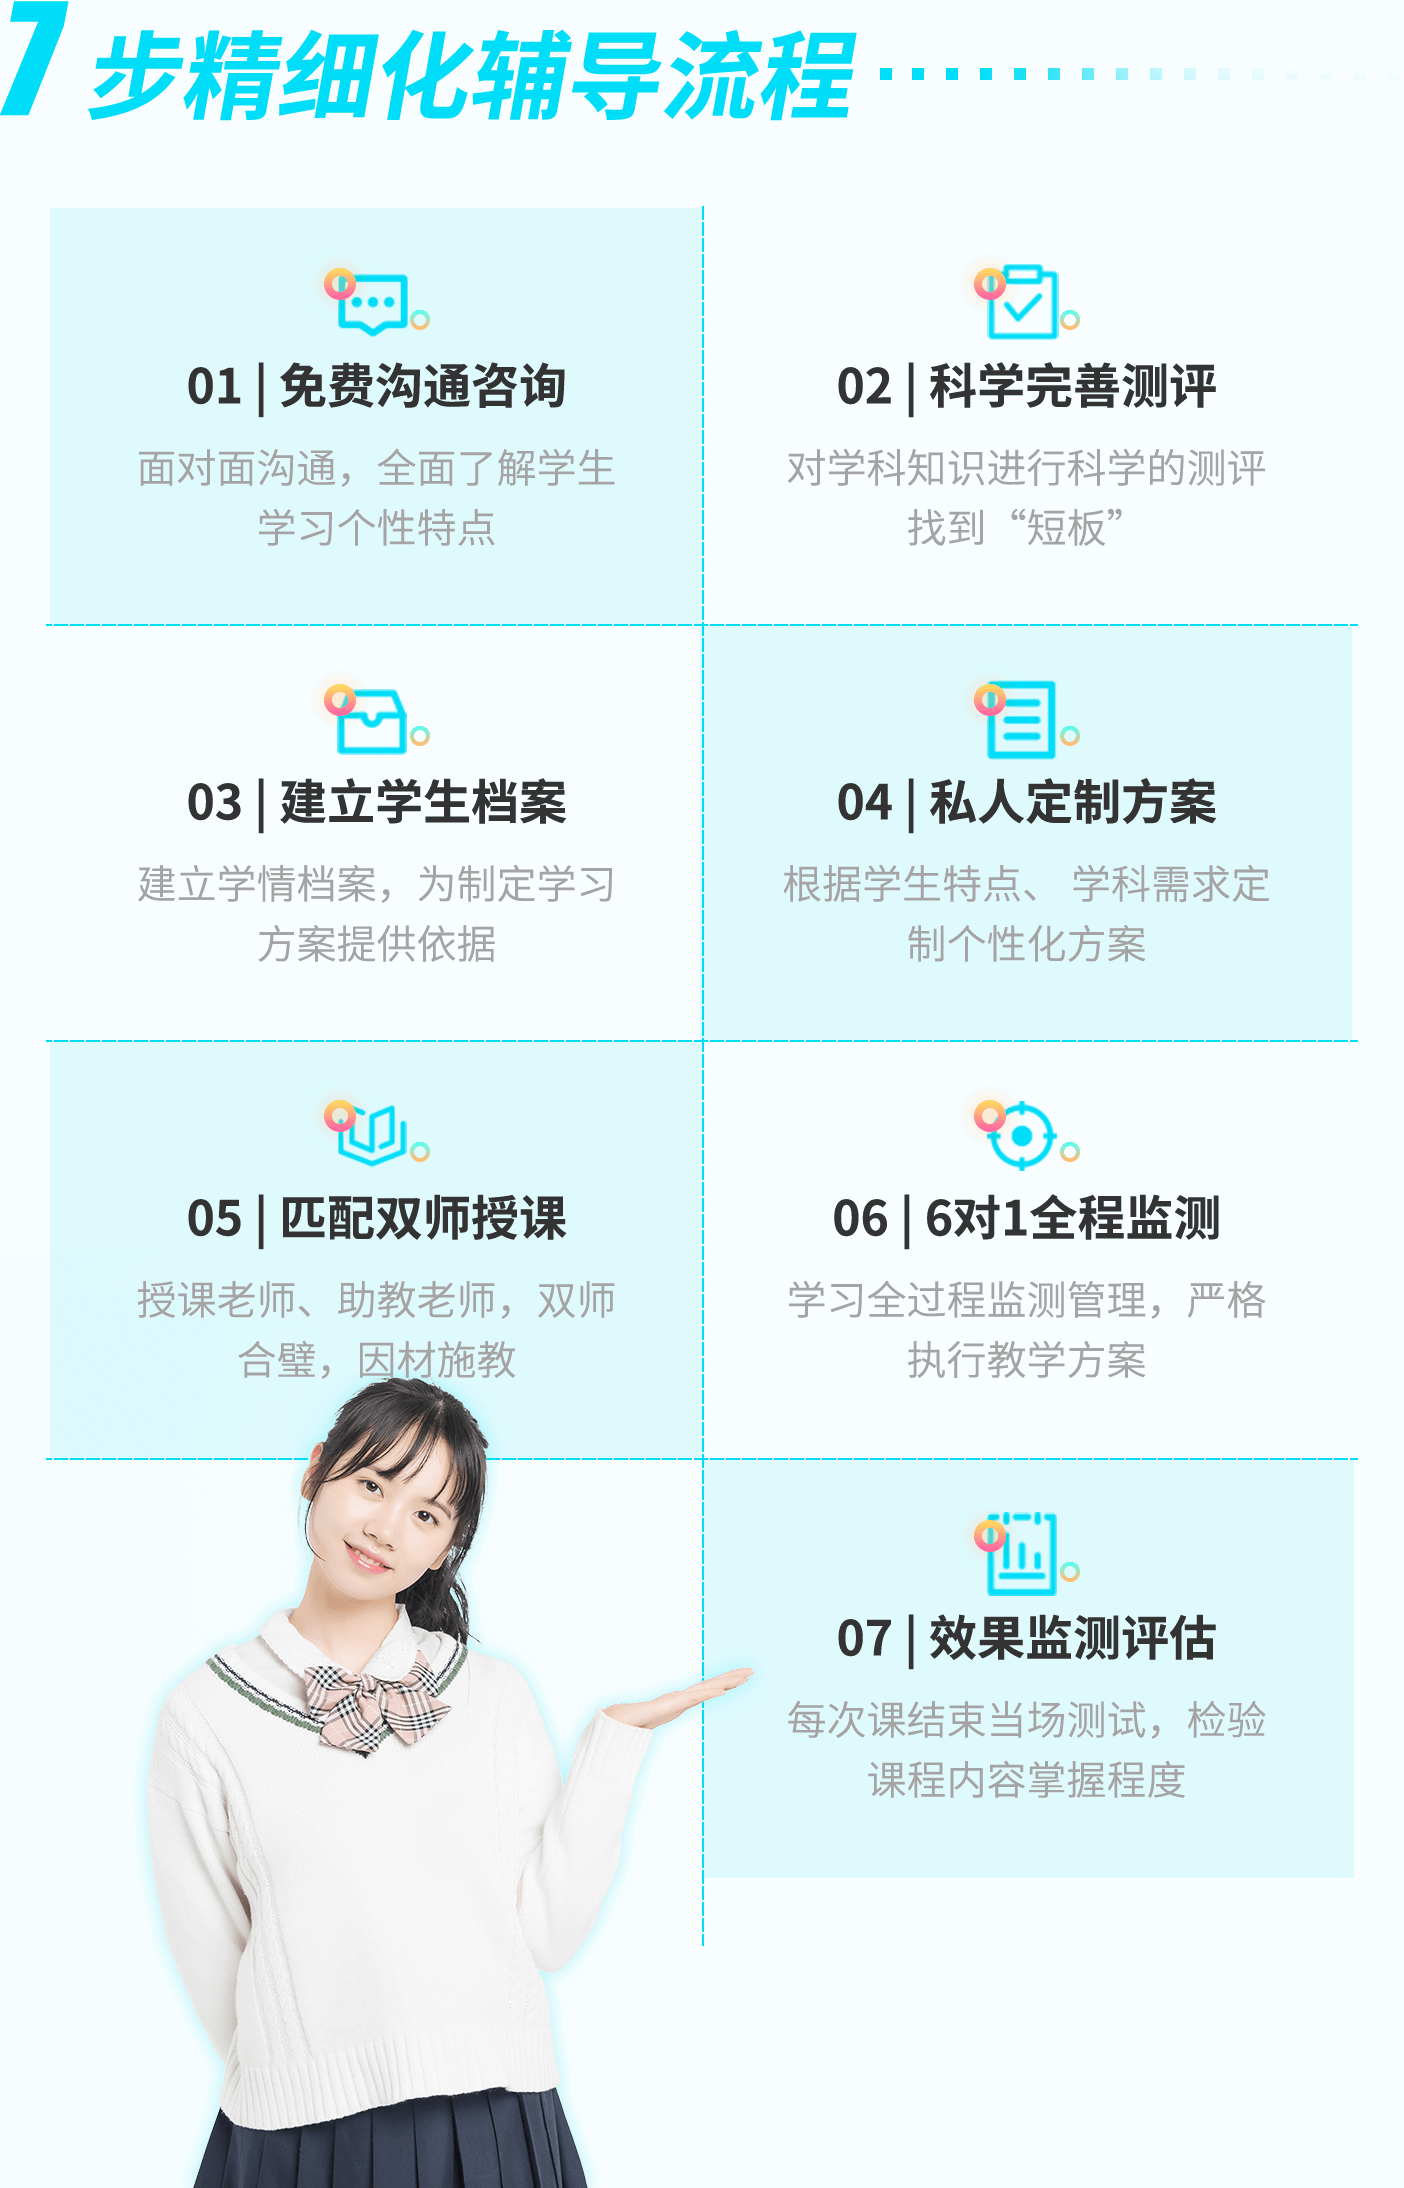 7步精细化辅导流程
01 | 免费沟通咨询
面对面沟通，全面了解学生
学习个性特点
02 | 科学完善测评
对学科知识进行科学的测评
找到“短板”
03 | 建立学生档案
建立学情档案，为制定学习
方案提供依据
04 | 私人定制方案
根据学生特点、 学科需求定
制个性化方案
05 | 匹配双师授课
授课老师、助教老师，双师
合璧，因材施教
06 | 6对1全程监测
学习全过程监测管理，严格
执行教学方案
07 | 效果监测评估
每次课结束当场测试，检验
课程内容掌握程度